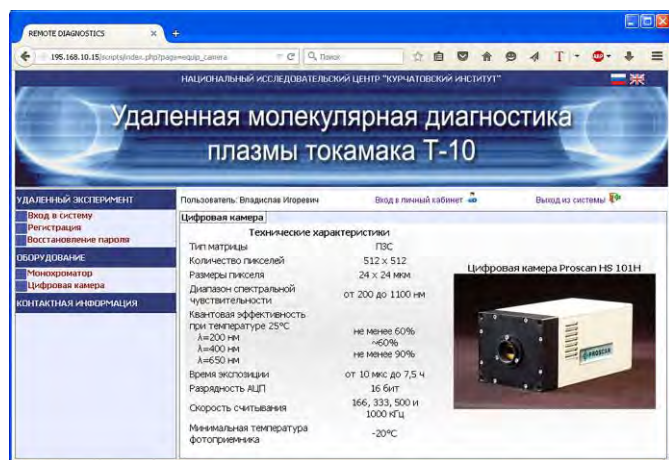 REMOTE DIAGNOSTICS
195.168.10.15/scripts/index.php?page=equip_camera
Поиск
НАЦИОНАЛЬНЫЙ ИССЛЕДОВАТЕЛЬСКИЙ ЦЕНТР "КУРЧАТОВСКИЙ ИНСТИТУТ"
Удаленная молекулярная диагностика
плазмы токамака Т-10
УДАЛЕННЫЙ ЭКСПЕРИМЕНТ
Вход в систему
Регистрация
Восстановление пароля
ОБОРУДОВАНИЕ
Монохроматор
Цифровая камера
КОНТАКТНАЯ ИНФОРМАЦИЯ
Пользователь: Владислав Игоревич Вход в личный кабинет Выход из системы
Цифровая камера
Технические характеристики
Тип матрицы ПЗС
Количество пикселей 512 x 512
Размеры пикселя 24 x 24 мкм
Диапазон спектральной
чувствительности от 200 до 1100 нм
Квантовая эффективность
при температуре 25°C
λ=200 нм не менее 60%
λ=400 нм ~60%
λ=650 нм не менее 90%
Время экспозиции от 10 мкс до 7,5 ч
Разрядность АЦП 16 бит
Скорость считывания 166, 333, 500 и
1000 кГц
Минимальная температура
фотоприемника -20°C
Цифровая камера Proscan HS 101H
PROSCAN